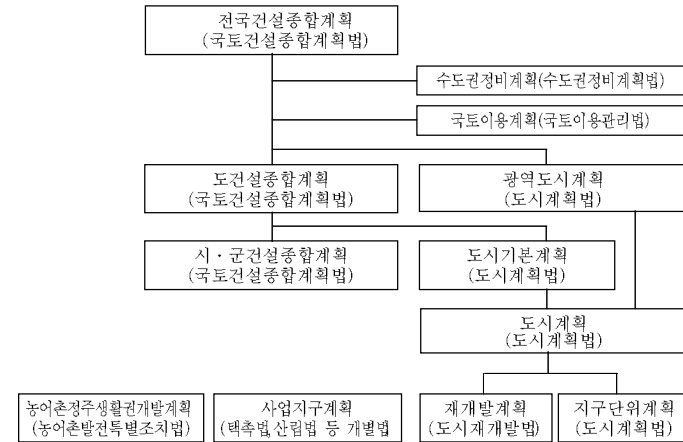 전국건설종합계획
(국토건설종합계획법)
수도권정비계획(수도권정비계획법)
국토이용계획(국토이용관리법)
도건설종합계획
(국토건설종합계획법)
광역도시계획
(도시계획법)
시·군건설종합계획
(국토건설종합계획법)
도시기본계획
(도시계획법)
도시계획
(도시계획법)
농어촌정주생활권개발계획
(농어촌발전특별조치법)
사업지구계획
(택촉법,산림법 등 개별법
재개발계획
(도시재개발법)
지구단위계획
(도시계획법)